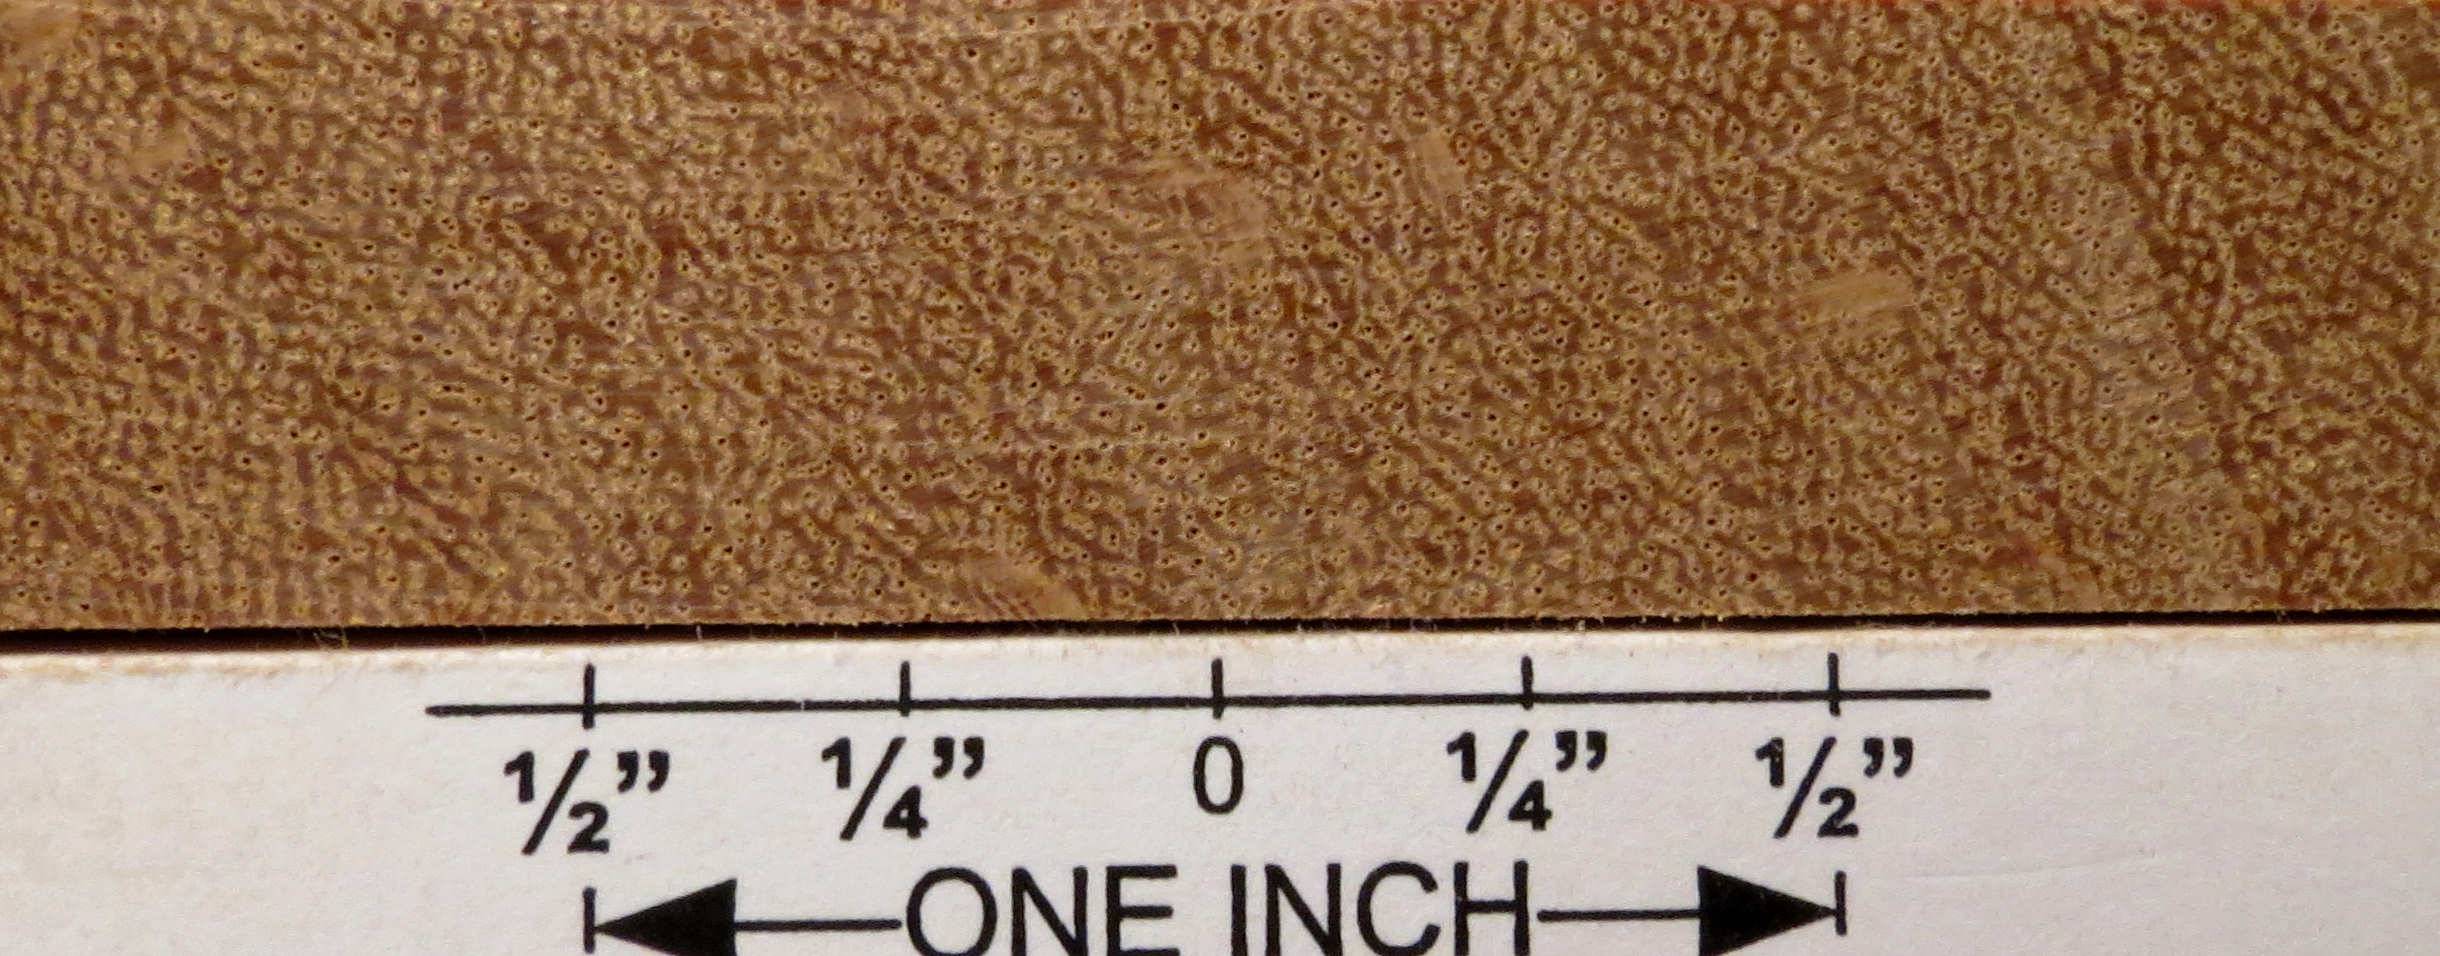 ½” ¼” 0 ¼” ½”
ONE INCH